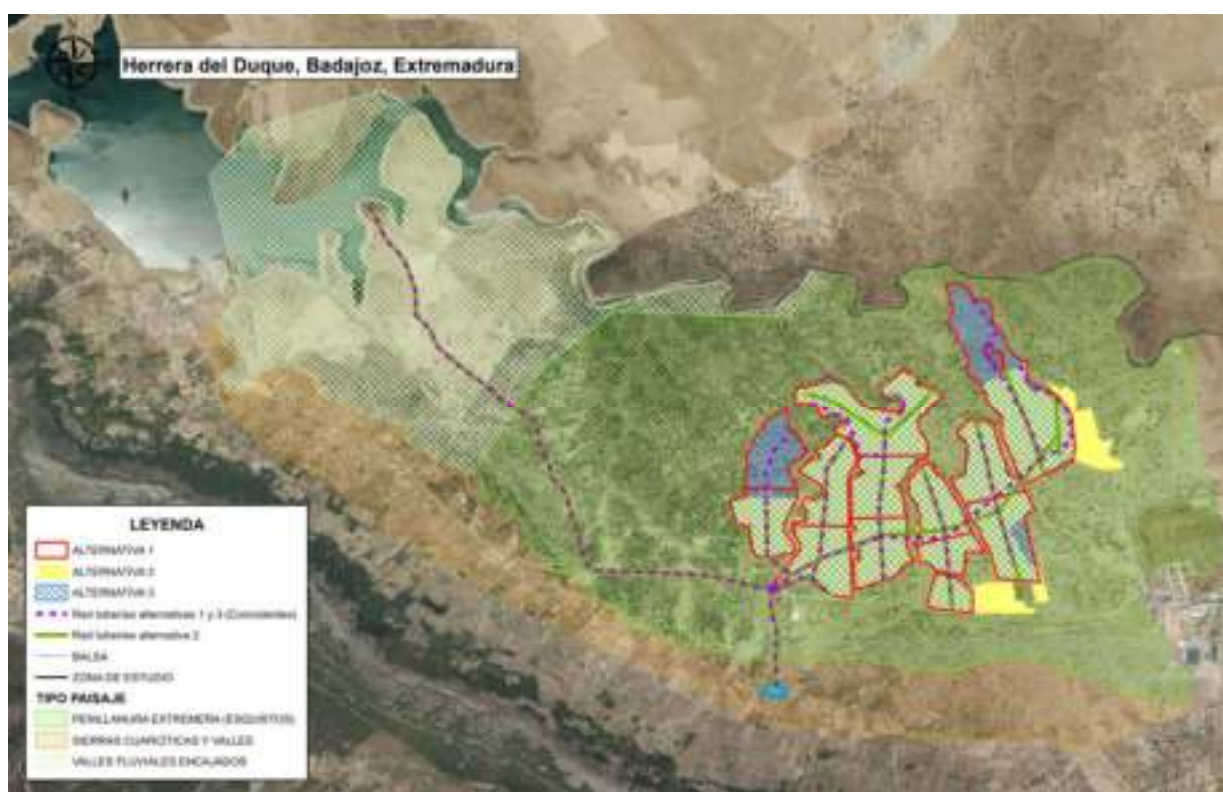 Herrera del Duque, Badajoz, Extremadura
LEYENDA
ALTERNATIVA 1
ALTERNATIVA 2
ALTERNATIVA 3
Red tuberías alternativas 1 y 3 (Coincidentes)
Red tuberías alternativa 2
BALSA
ZONA DE ESTUDIO
TIPO PAISAJE
PENILLANURA EXTREMEÑA (ESQUISTOS)
SIERRAS CUARCÍTICAS Y VALLES
VALLES FLUVIALES ENCAJADOS